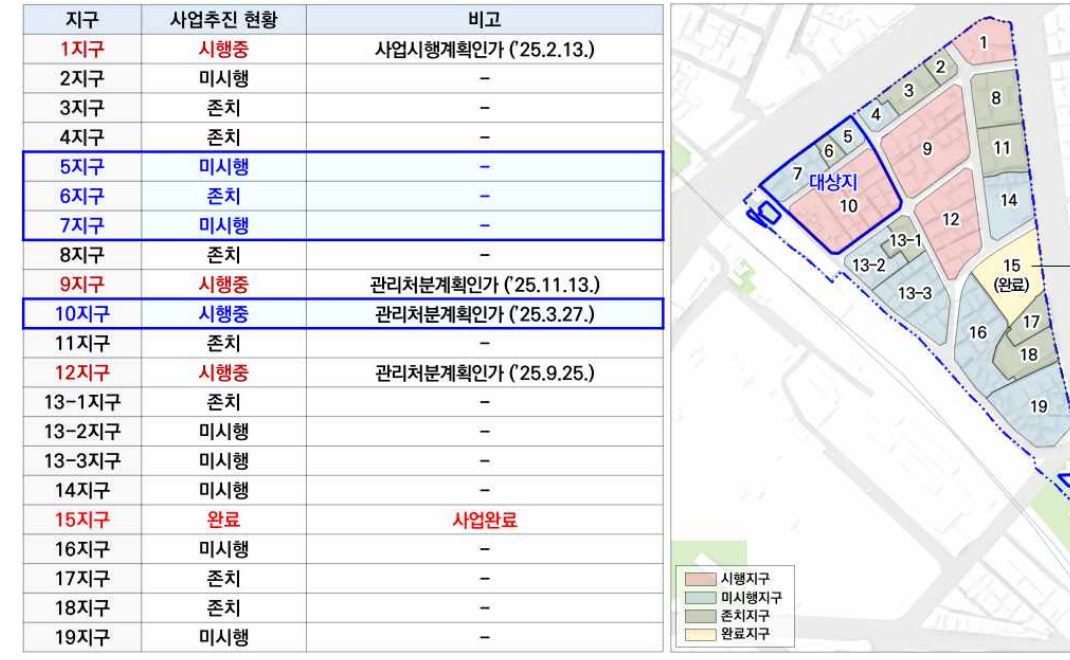 지구 사업추진 현황 비고
1지구 시행중 사업시행계획인가 ('25.2.13.)
2지구 미시행 -
3지구 존치 -
4지구 존치 -
5지구 미시행 -
6지구 존치 -
7지구 미시행 -
8지구 존치 -
9지구 시행중 관리처분계획인가 ('25.11.13.)
10지구 시행중 관리처분계획인가 ('25.3.27.)
11지구 존치 -
12지구 시행중 관리처분계획인가 ('25.9.25.)
13-1지구 존치 -
13-2지구 미시행 -
13-3지구 미시행 -
14지구 미시행 -
15지구 완료 사업완료
16지구 미시행 -
17지구 존치 -
18지구 존치 -
19지구 미시행 -
1
2
3
8
4
5
6
9
11
7
대상지
10
14
12
13-1
13-2
15
(완료)
13-3
17
16
18
19
시행지구
미시행지구
존치지구
완료지구